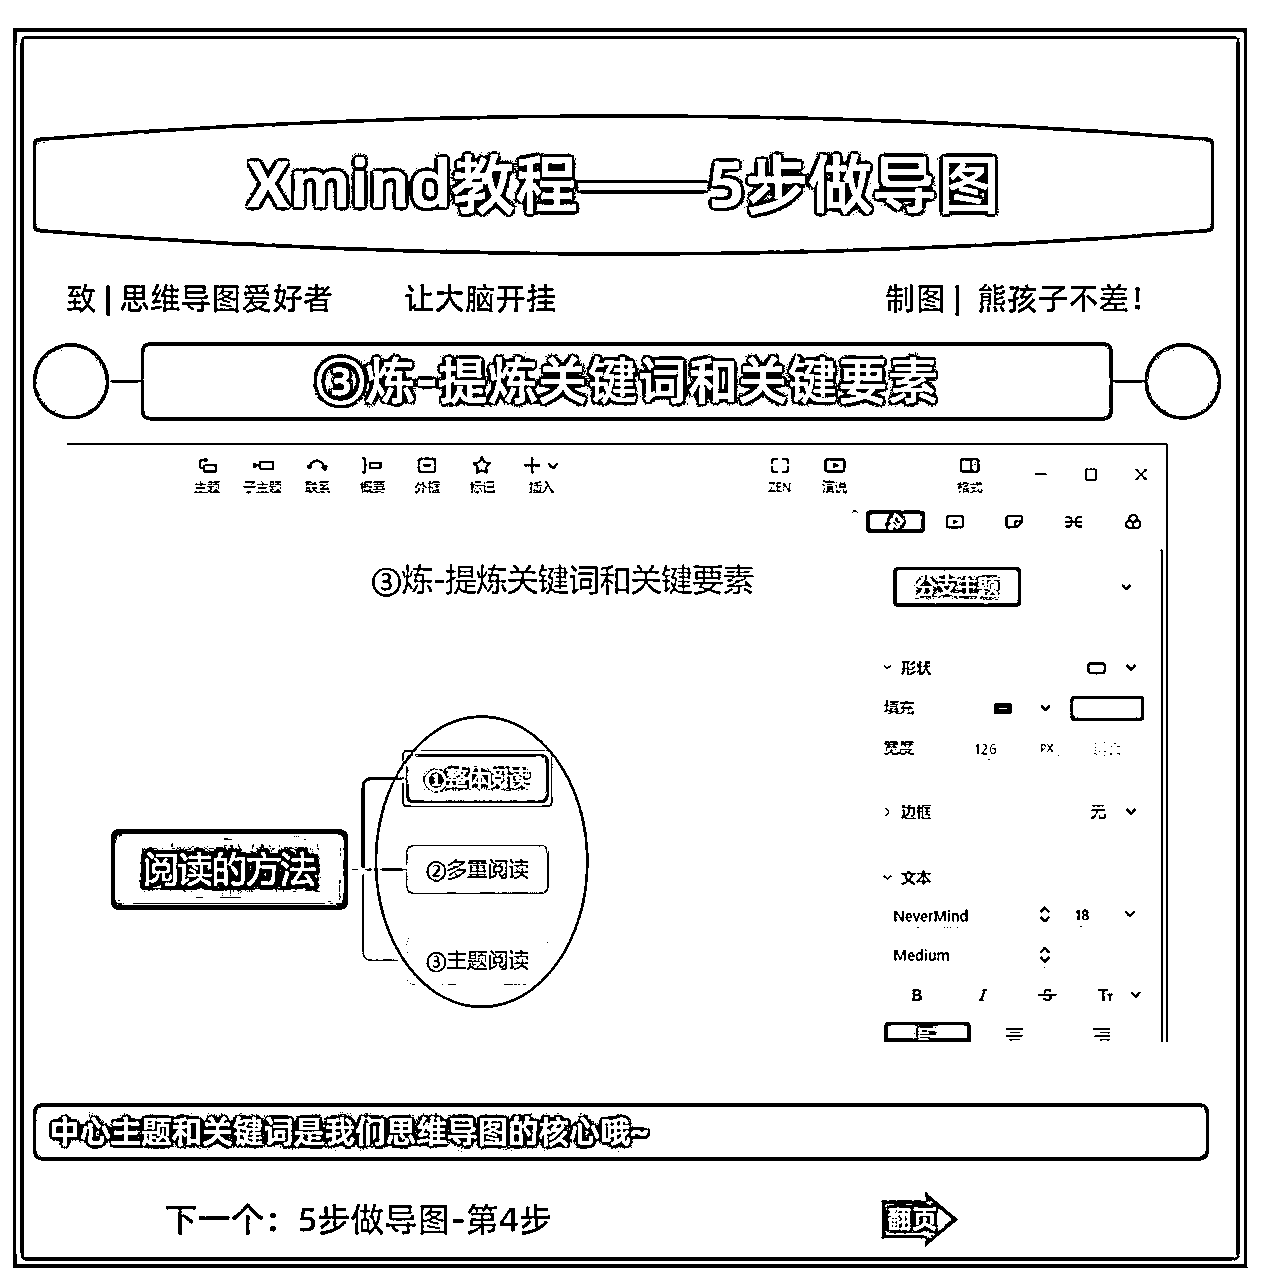 Xmind教程——5步做导图
致 | 思维导图爱好者 让大脑开挂 制图 | 熊孩子不差！
③炼-提炼关键词和关键要素
主题 子主题 联系 概要 外框 标记 插入 ZEN 演说 格式
③炼-提炼关键词和关键要素
分支主题
形状
填充
宽度 126 PX
边框 无
文本
NeverMind 18
Medium
B I S Tт
①整体阅读
阅读的方法
②多重阅读
③主题阅读
中心主题和关键词是我们思维导图的核心哦~
下一个：5步做导图-第4步 翻页